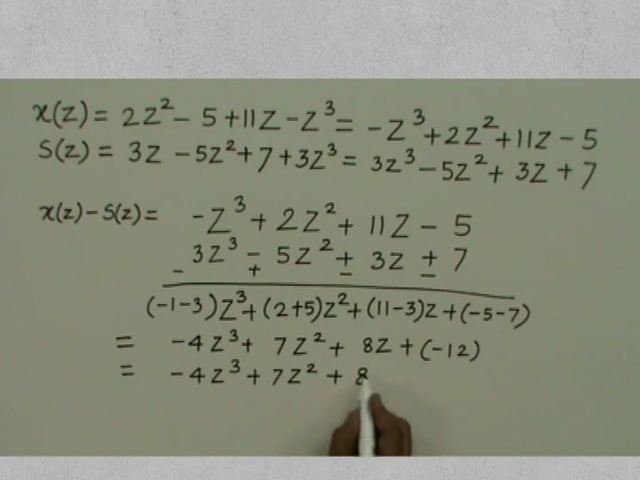 x(z) = 2z² - 5 + 11z - z³ = -z³ + 2z² + 11z - 5
S(z) = 3z - 5z² + 7 + 3z³ = 3z³ - 5z² + 3z + 7
x(z) - S(z) = -z³ + 2z² + 11z - 5
3z³ - 5z² + 3z + 7
- + - -
(-1-3)z³ + (2+5)z² + (11-3)z + (-5-7)
= -4z³ + 7z² + 8z + (-12)
= -4z³ + 7z² + 8